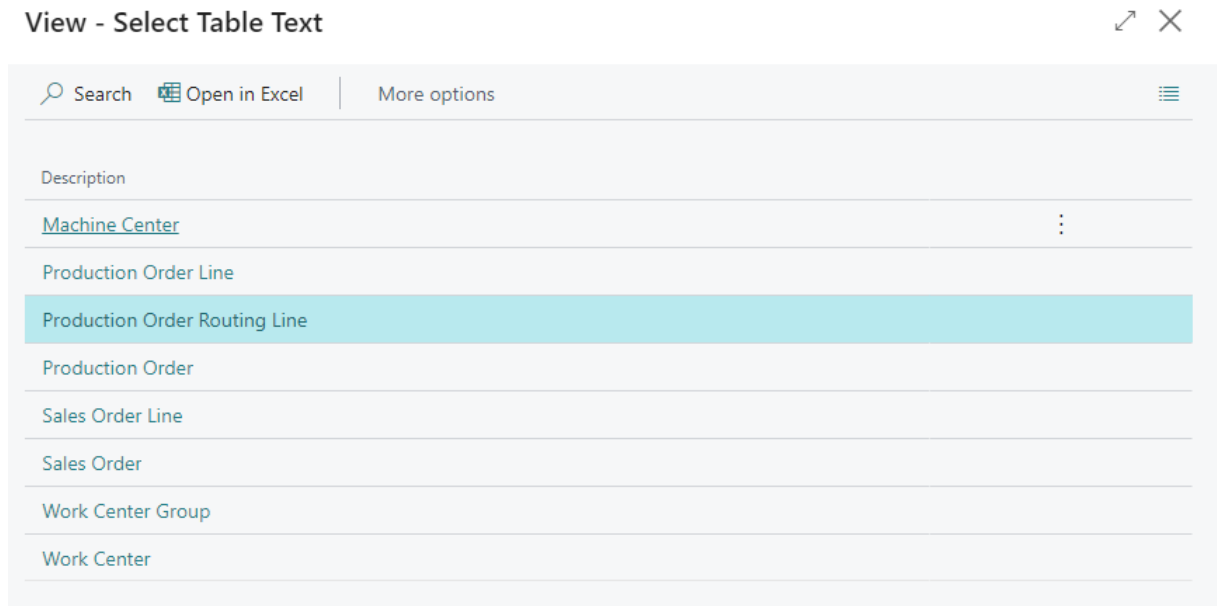 View - Select Table Text
Search Open in Excel More options
Description
Machine Center
Production Order Line
Production Order Routing Line
Production Order
Sales Order Line
Sales Order
Work Center Group
Work Center